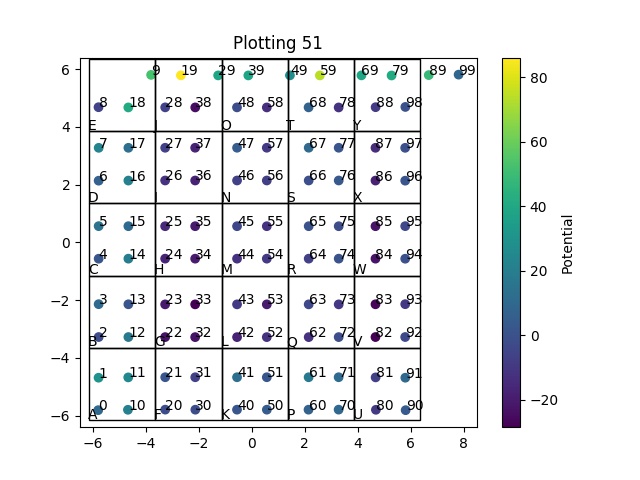 Plotting 51
9 19 29 39 49 59 69 79 89 99
8 18 28 38 48 58 68 78 88 98
E J O T Y
7 17 27 37 47 57 67 77 87 97
6 16 26 36 46 56 66 76 86 96
D I N S X
5 15 25 35 45 55 65 75 85 95
4 14 24 34 44 54 64 74 84 94
C H M R W
3 13 23 33 43 53 63 73 83 93
2 12 22 32 42 52 62 72 82 92
B G L Q V
1 11 21 31 41 51 61 71 81 91
0 10 20 30 40 50 60 70 80 90
A F K P U
6
4
2
0
−2
−4
−6
−6 −4 −2 0 2 4 6 8
80
60
40
20
0
−20
Potential